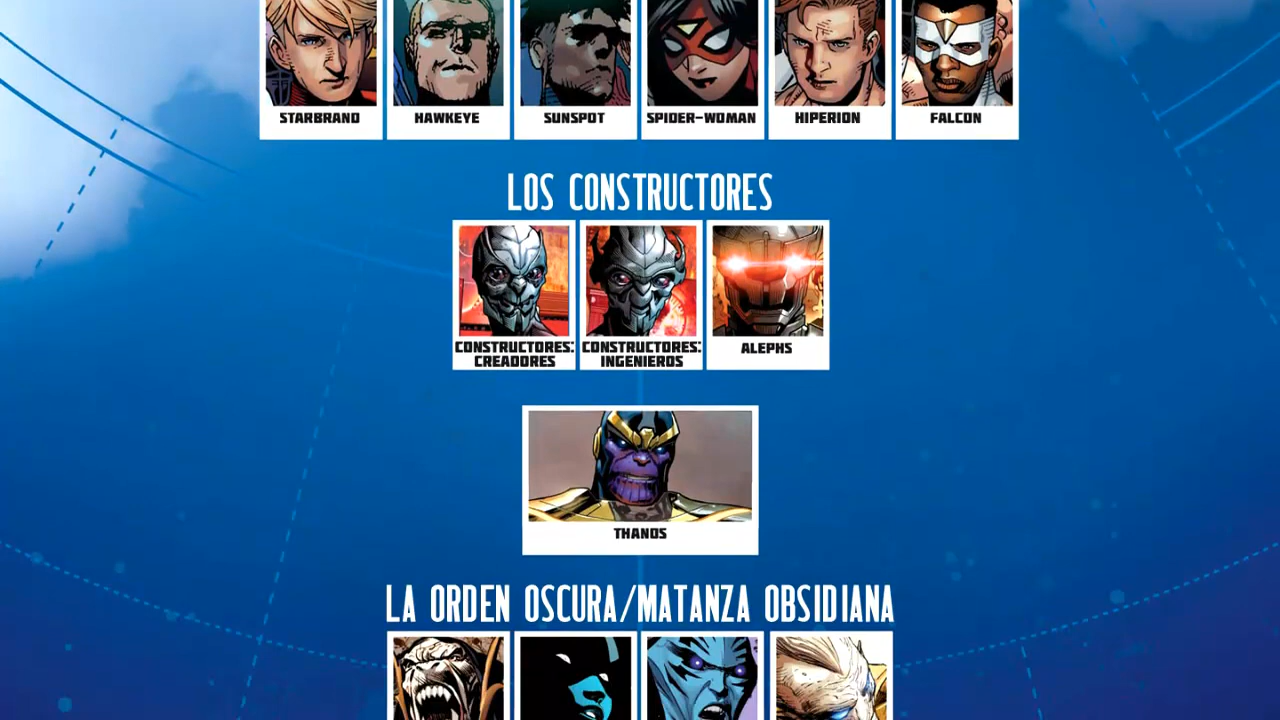 STARBRAND
HAWKEYE
SUNSPOT
SPIDER-WOMAN
HIPERION
FALCON
LOS CONSTRUCTORES
CONSTRUCTORES:
CREADORES
CONSTRUCTORES:
INGENIEROS
ALEPHS
THANOS
LA ORDEN OSCURA/MATANZA OBSIDIANA